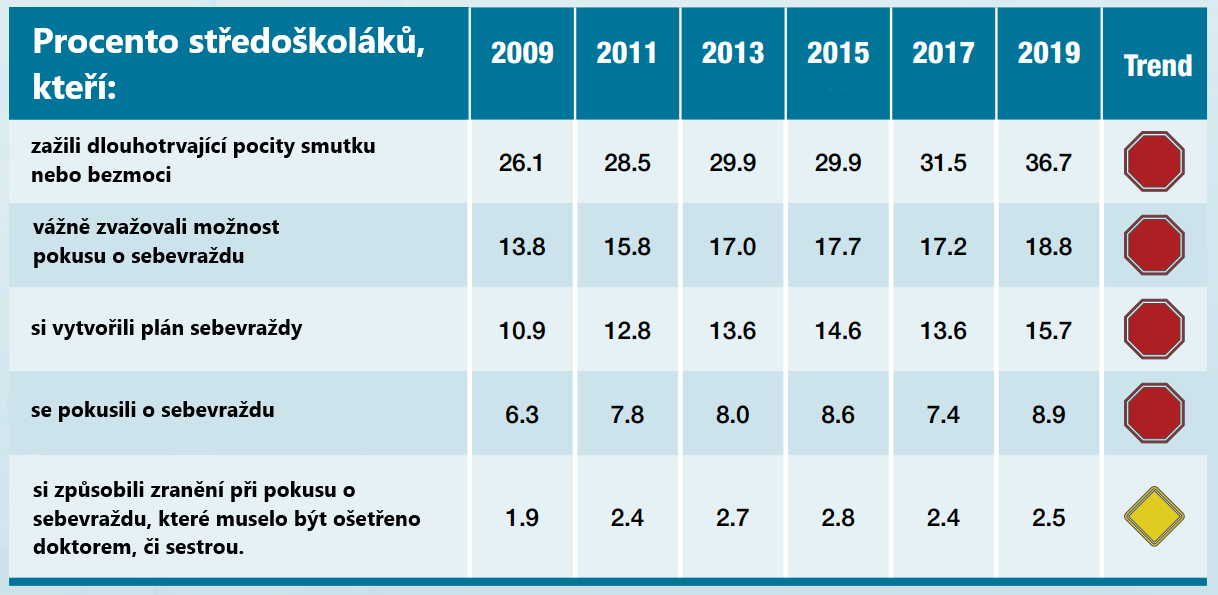 Procento středoškoláků, kteří: 2009 2011 2013 2015 2017 2019 Trend
zažili dlouhotrvající pocity smutku
nebo bezmoci 26.1 28.5 29.9 29.9 31.5 36.7
vážně zvažovali možnost
pokusu o sebevraždu 13.8 15.8 17.0 17.7 17.2 18.8
si vytvořili plán sebevraždy 10.9 12.8 13.6 14.6 13.6 15.7
se pokusili o sebevraždu 6.3 7.8 8.0 8.6 7.4 8.9
si způsobili zranění při pokusu o
sebevraždu, které muselo být ošetřeno
doktorem, či sestrou. 1.9 2.4 2.7 2.8 2.4 2.5